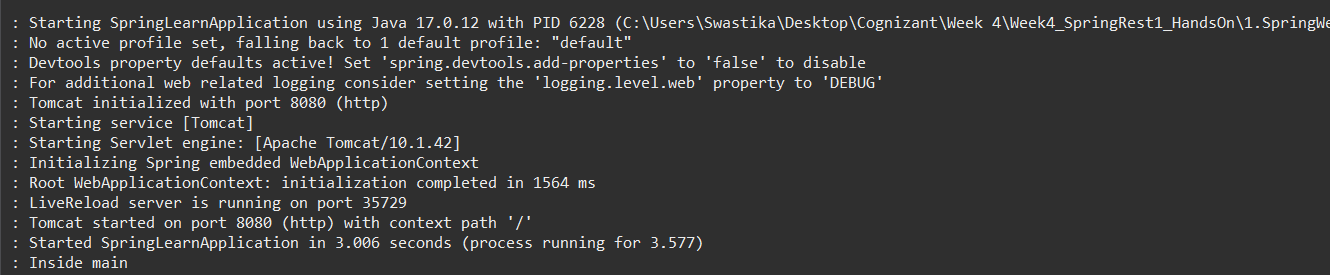 : Starting SpringLearnApplication using Java 17.0.12 with PID 6228 (C:\Users\Swastika\Desktop\Cognizant\Week 4\Week4_SpringRest1_HandsOn\1.SpringWe
: No active profile set, falling back to 1 default profile: "default"
: Devtools property defaults active! Set 'spring.devtools.add-properties' to 'false' to disable
: For additional web related logging consider setting the 'logging.level.web' property to 'DEBUG'
: Tomcat initialized with port 8080 (http)
: Starting service [Tomcat]
: Starting Servlet engine: [Apache Tomcat/10.1.42]
: Initializing Spring embedded WebApplicationContext
: Root WebApplicationContext: initialization completed in 1564 ms
: LiveReload server is running on port 35729
: Tomcat started on port 8080 (http) with context path '/'
: Started SpringLearnApplication in 3.006 seconds (process running for 3.577)
: Inside main